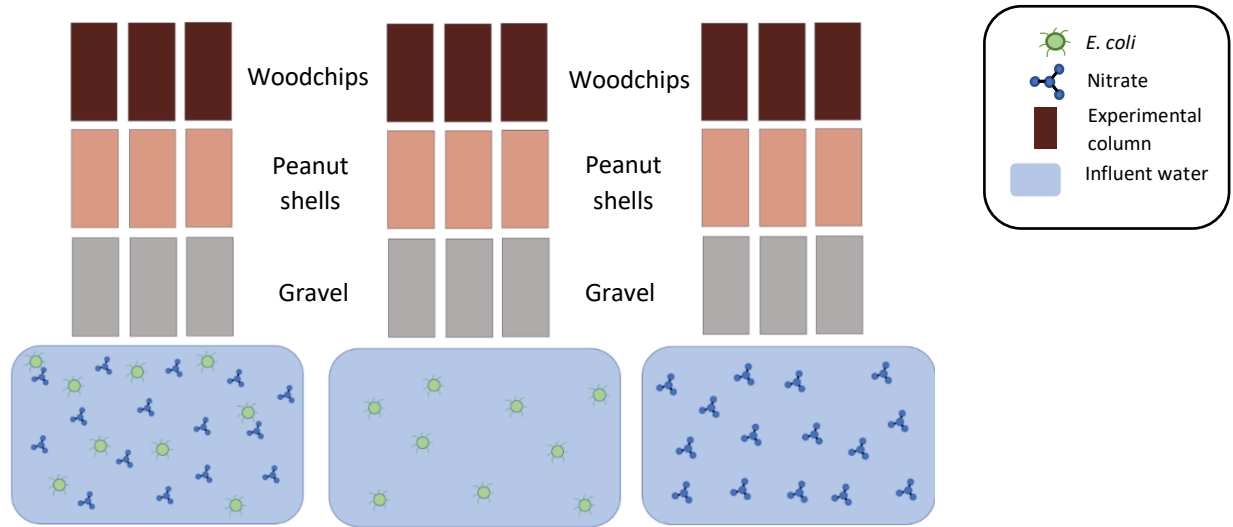 Woodchips
Woodchips
Peanut
shells
Peanut
shells
Gravel
Gravel
E. coli
Nitrate
Experimental
column
Influent water